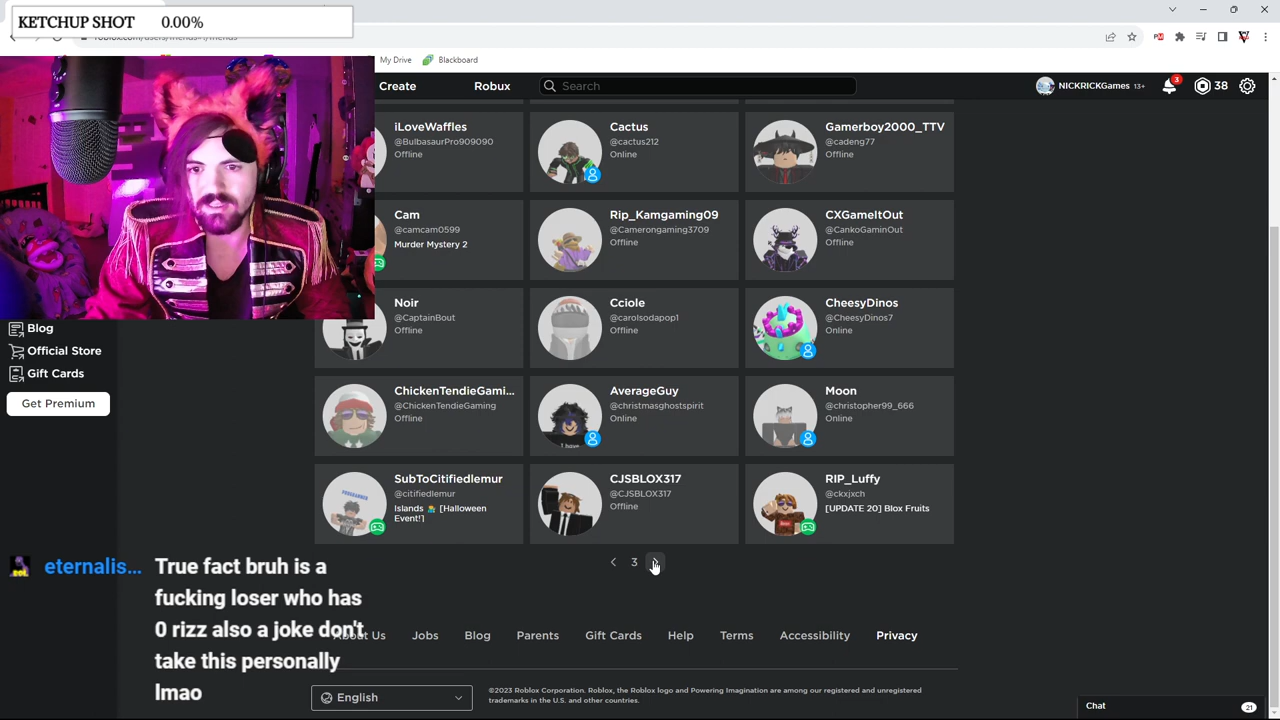 KETCHUP SHOT 0.00%
My Drive
Blackboard
Create
Robux
Search
NICKRICKGames 13+
3
38
iLoveWaffles
@BulbasaurPro909090
Offline
Cactus
@cactus212
Online
Gamerboy2000_TTV
@cadeng77
Offline
Cam
@camcam0599
Murder Mystery 2
Rip_Kamgaming09
@Camerongaming3709
Offline
CXGameItOut
@CankoGaminOut
Offline
Noir
@CaptainBout
Offline
Cciole
@carolsodapop1
Offline
CheesyDinos
@CheesyDinos7
Online
ChickenTendieGami...
@ChickenTendieGaming
Offline
AverageGuy
@christmasghostspirit
Online
Moon
@christopher99_666
Online
SubToCitifiedlemur
@citifiedlemur
Islands [Halloween
Event!]
CJSBLOX317
@CJSBLOX317
Offline
RIP_Luffy
@ckxjxch
[UPDATE 20] Blox Fruits
Blog
Official Store
Gift Cards
Get Premium
3
eternalis...
True fact bruh is a
fucking loser who has
0 rizz also a joke don't
take this personally
lmao
About Us
Jobs
Blog
Parents
Gift Cards
Help
Terms
Accessibility
Privacy
English
©2023 Roblox Corporation. Roblox, the Roblox logo and Powering Imagination are among our registered and unregistered
trademarks in the U.S. and other countries.
Chat
21